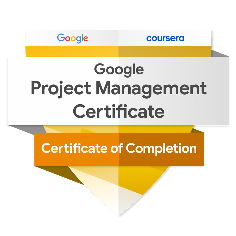 Google coursera
Google
Project Management
Certificate
Certificate of Completion